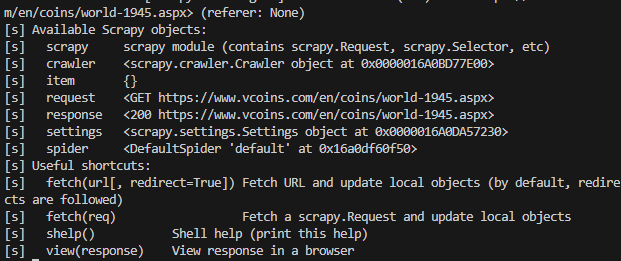 m/en/coins/world-1945.aspx> (referer: None)
[s] Available Scrapy objects:
[s]   scrapy     scrapy module (contains scrapy.Request, scrapy.Selector, etc)
[s]   crawler    <scrapy.crawler.Crawler object at 0x0000016A0BD77E00>
[s]   item       {}
[s]   request    <GET https://www.vcoins.com/en/coins/world-1945.aspx>
[s]   response   <200 https://www.vcoins.com/en/coins/world-1945.aspx>
[s]   settings   <scrapy.settings.Settings object at 0x0000016A0DA57230>
[s]   spider     <DefaultSpider 'default' at 0x16a0df60f50>
[s] Useful shortcuts:
[s]   fetch(url[, redirect=True]) Fetch URL and update local objects (by default, redire
cts are followed)
[s]   fetch(req)                  Fetch a scrapy.Request and update local objects
[s]   shelp()           Shell help (print this help)
[s]   view(response)    View response in a browser